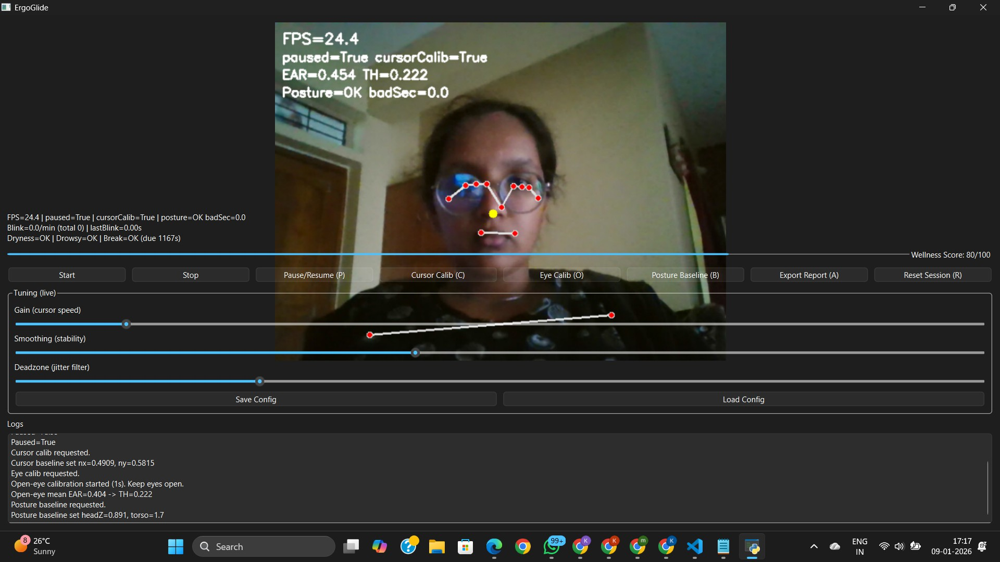 ErgoGlide
FPS=24.4
paused=True cursorCalib=True
EAR=0.454 TH=0.222
Posture=OK badSec=0.0
FPS=24.4 | paused=True | cursorCalib=True | posture=OK badSec=0.0
Blink=0.0/min (total 0) | lastBlink=0.00s
Dryness=OK | Drowsy=OK | Break=OK (due 1167s)
Wellness Score: 80/100
Start Stop Pause/Resume (P) Cursor Calib (C) Eye Calib (O) Posture Baseline (B) Export Report (A) Reset Session (R)
Tuning (live)
Gain (cursor speed)
Smoothing (stability)
Deadzone (jitter filter)
Save Config Load Config
Logs
Paused=True
Cursor calib requested.
Cursor baseline set nx=0.4909, ny=0.5815
Eye calib requested.
Open-eye calibration started (1s). Keep eyes open.
Open-eye mean EAR=0.404 -> TH=0.222
Posture baseline requested.
Posture baseline set headZ=0.891, torso=1.7
8 26°C
Sunny
Search
99+
K K m K
ENG
IN
17:17
09-01-2026